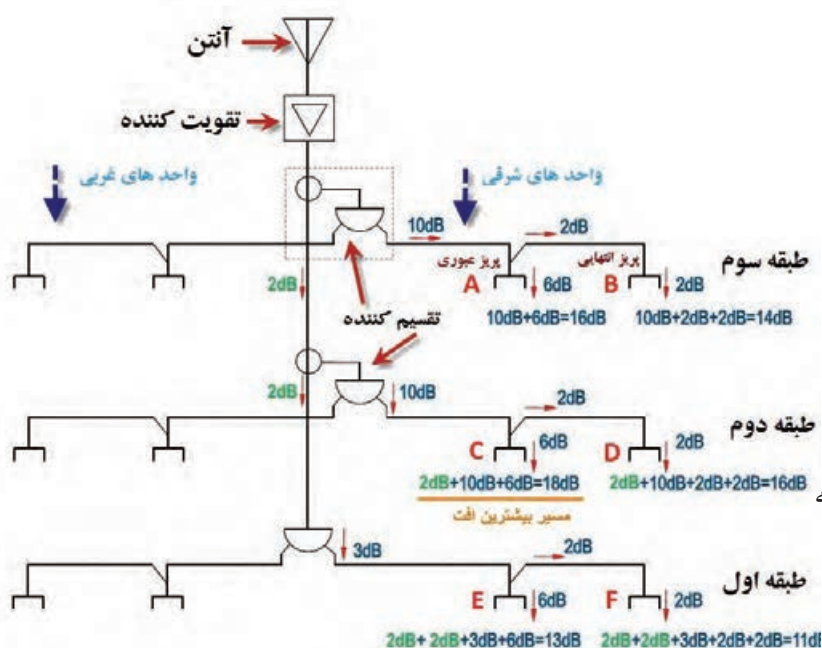 آنتن
تقویت کننده
واحد های غربی
واحد های شرقی
10dB
2dB
طبقه سوم
پریز عبوری
پریز انتهایی
A
6dB
B
2dB
2dB
10dB+6dB=16dB
10dB+2dB+2dB=14dB
تقسیم کننده
2dB
10dB
2dB
طبقه دوم
C
6dB
D
2dB
2dB+10dB+6dB=18dB
2dB+10dB+2dB+2dB=16dB
مسیر بیشترین افت
3dB
2dB
طبقه اول
E
6dB
F
2dB
2dB+ 2dB+3dB+6dB=13dB
2dB+2dB+3dB+2dB+2dB=11dB